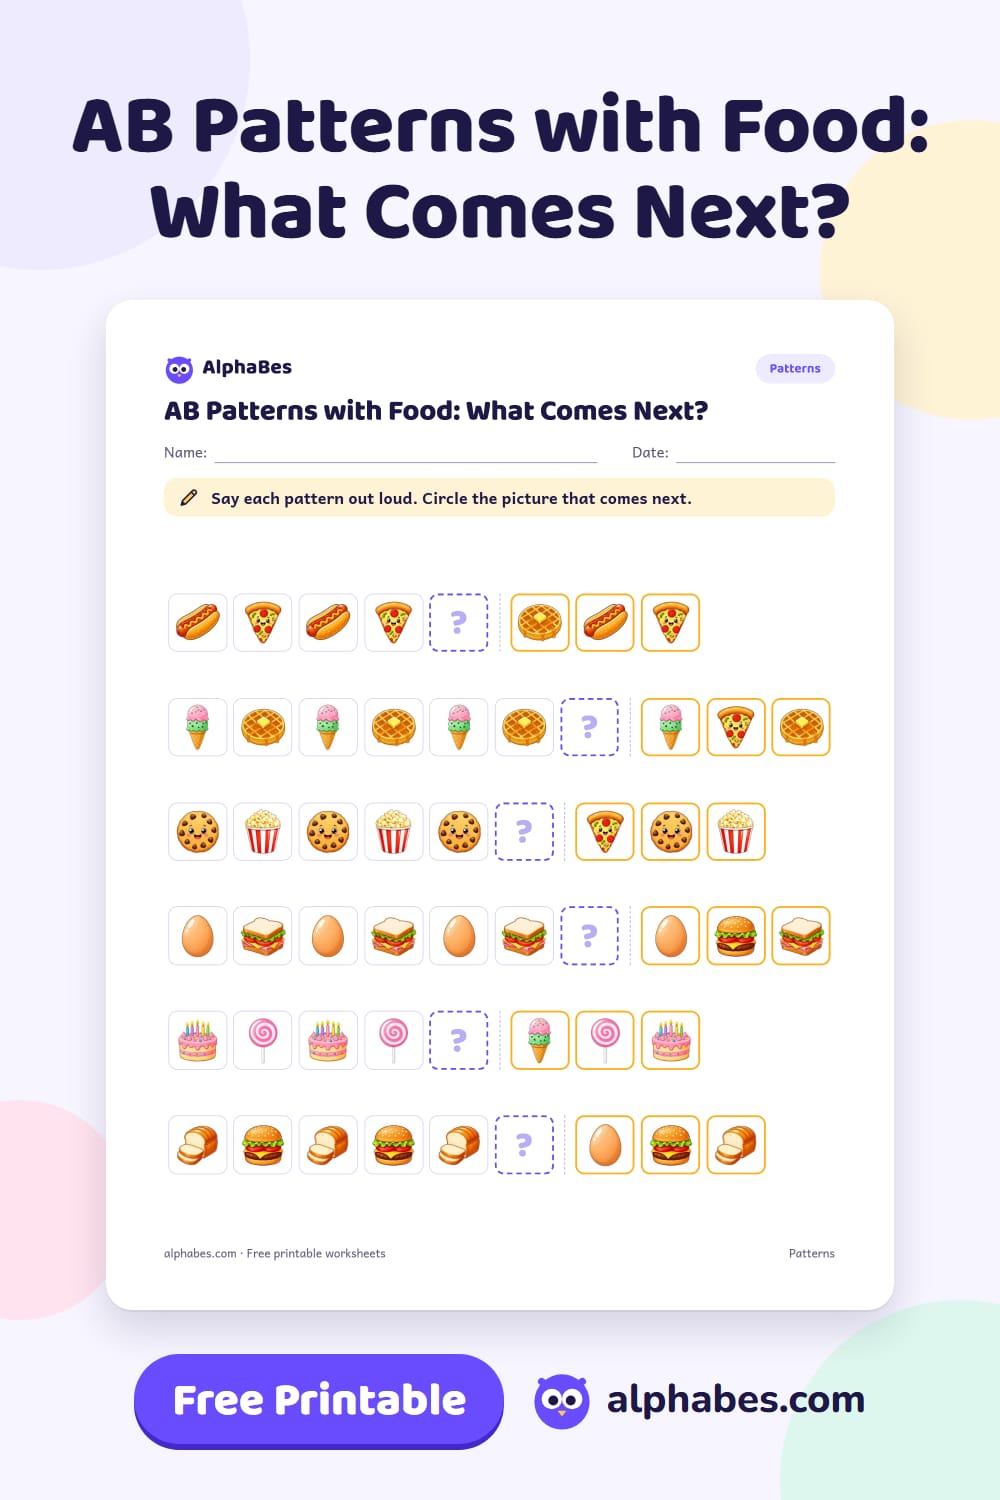 AB Patterns with Food:
What Comes Next?
AlphaBes
Patterns
AB Patterns with Food: What Comes Next?
Name:
Date:
Say each pattern out loud. Circle the picture that comes next.
?
?
?
?
?
?
alphabes.com · Free printable worksheets
Patterns
Free Printable
alphabes.com